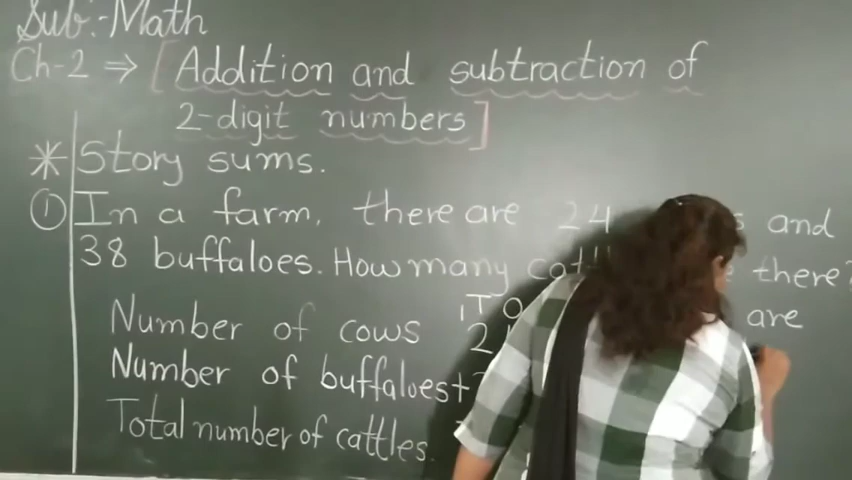 Sub:-Math
Ch-2 ⇒ [Addition and subtraction of
2-digit numbers]
* Story sums.
① In a farm, there are 24 and
38 buffaloes. How many there?
Number of cows T O are
Number of buffaloes +
Total number of cattles.